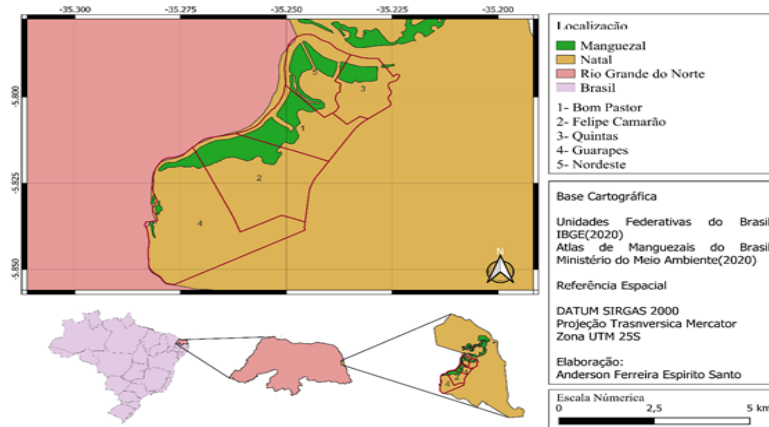 -35.300
-35.275
-35.250
-35.225
-35.200
-5.800
-5.825
-5.850
5
3
1
2
4
N
Localização
Manguezal
Natal
Rio Grande do Norte
Brasil
1- Bom Pastor
2- Felipe Camarão
3- Quintas
4- Guarapes
5- Nordeste
Base Cartográfica
Unidades Federativas do Brasil
IBGE(2020)
Atlas de Manguezais do Brasil
Ministério do Meio Ambiente(2020)
Referência Espacial
DATUM SIRGAS 2000
Projeção Trasnversica Mercator
Zona UTM 25S
Elaboração:
Anderson Ferreira Espirito Santo
Escala Númerica
0 2,5 5 km